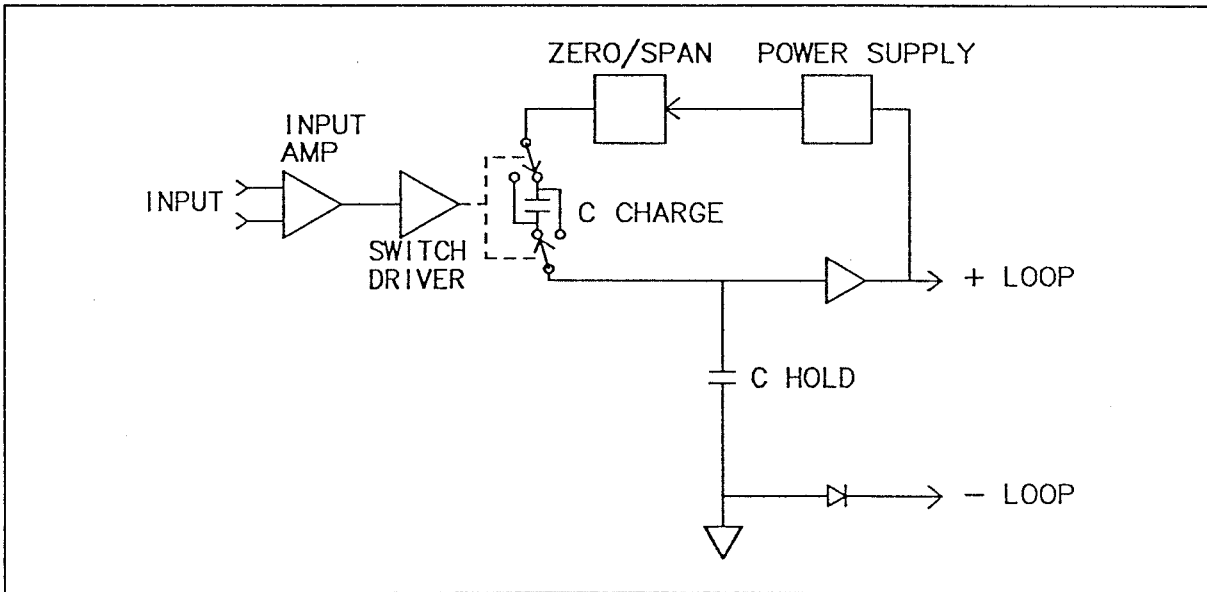 ZERO/SPAN
POWER SUPPLY
INPUT
AMP
INPUT
C CHARGE
SWITCH
DRIVER
+ LOOP
C HOLD
- LOOP